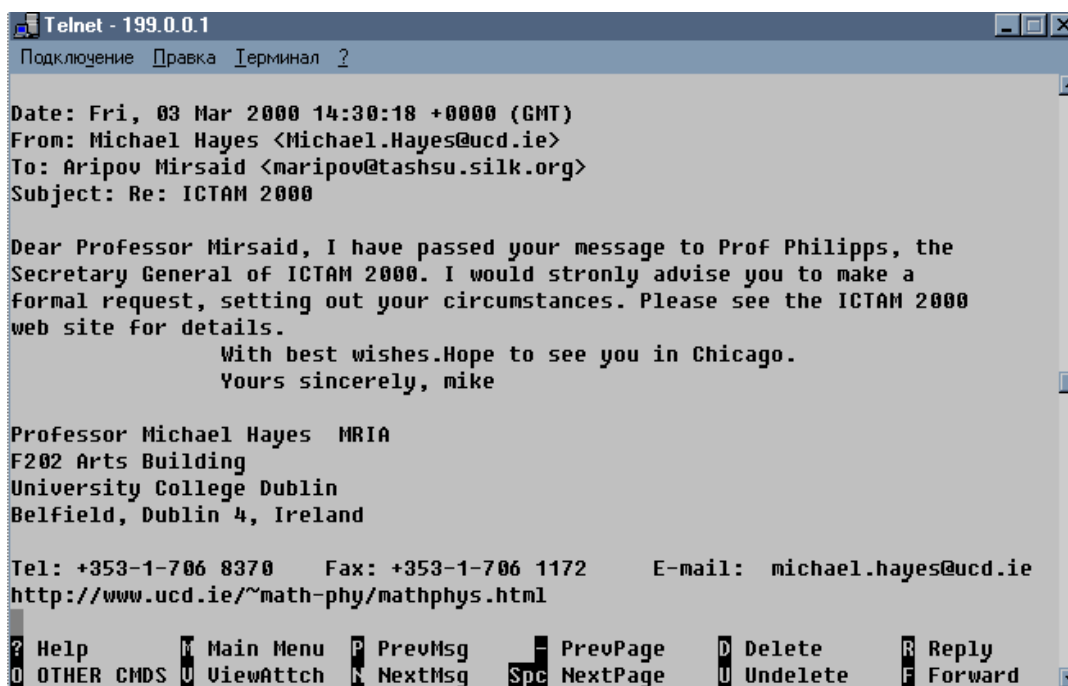 Telnet - 199.0.0.1
Подключение Правка Терминал ?
Date: Fri, 03 Mar 2000 14:30:18 +0000 (GMT)
From: Michael Hayes <Michael.Hayes@ucd.ie>
To: Aripov Mirsaid <maripov@tashsu.silk.org>
Subject: Re: ICTAM 2000
Dear Professor Mirsaid, I have passed your message to Prof Philipps, the
Secretary General of ICTAM 2000. I would stronly advise you to make a
formal request, setting out your circumstances. Please see the ICTAM 2000
web site for details.
With best wishes.Hope to see you in Chicago.
Yours sincerely, mike
Professor Michael Hayes  MRIA
F202 Arts Building
University College Dublin
Belfield, Dublin 4, Ireland
Tel: +353-1-706 8370    Fax: +353-1-706 1172     E-mail:  michael.hayes@ucd.ie
http://www.ucd.ie/~math-phy/mathphys.html
? Help  M Main Menu  P PrevMsg  - PrevPage  D Delete  R Reply
O OTHER CMDS  V ViewAttch  N NextMsg  Spc NextPage  U Undelete  F Forward